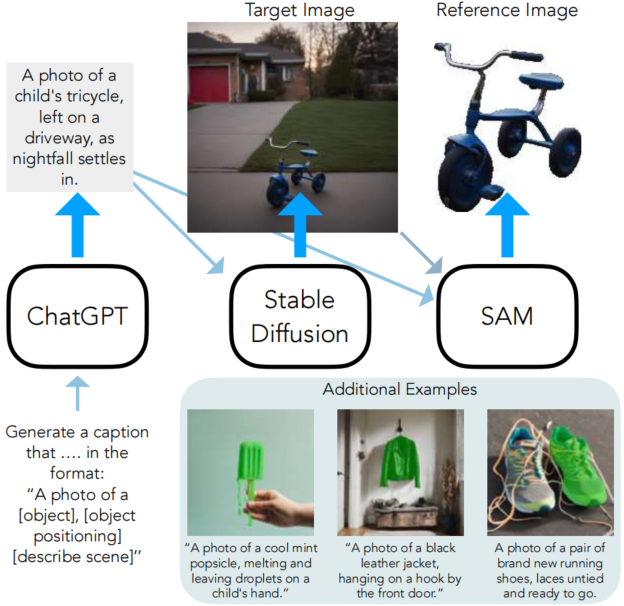 Target Image
Reference Image
A photo of a
child's tricycle,
left on a
driveway, as
nightfall settles
in.
ChatGPT
Stable
Diffusion
SAM
Generate a caption
that .... in the
format:
“A photo of a
[object], [object
positioning]
[describe scene]”
Additional Examples
“A photo of a cool mint
popsicle, melting and
leaving droplets on a
child's hand.”
“A photo of a black
leather jacket,
hanging on a hook by
the front door.”
A photo of a pair of
brand new running
shoes, laces untied
and ready to go.